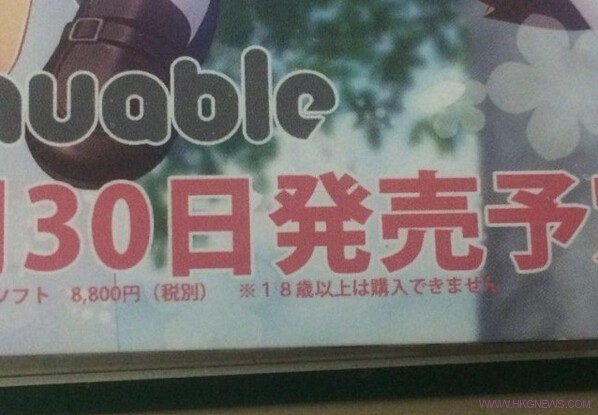 uable
30日発売予
ソフト 8,800円（税別） ※１８歳以上は購入できません
WWW.HKGNEWS.COM